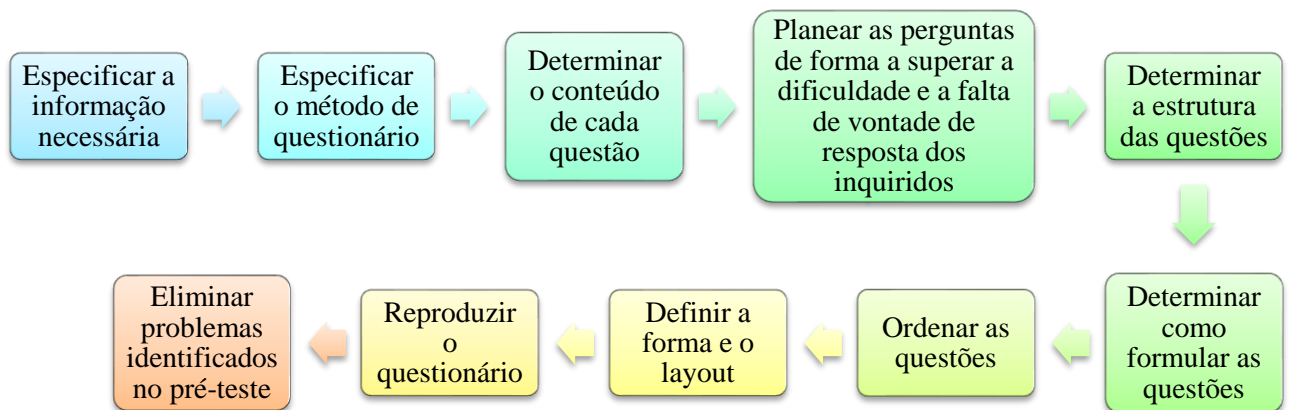 Especificar a
informação
necessária
Especificar
o método de
questionário
Determinar
o conteúdo
de cada
questão
Planear as perguntas
de forma a superar a
dificuldade e a falta
de vontade de
resposta dos
inquiridos
Determinar
a estrutura
das questões
Determinar
como
formular as
questões
Ordenar as
questões
Definir a
forma e o
layout
Reproduzir
o
questionário
Eliminar
problemas
identificados
no pré-teste